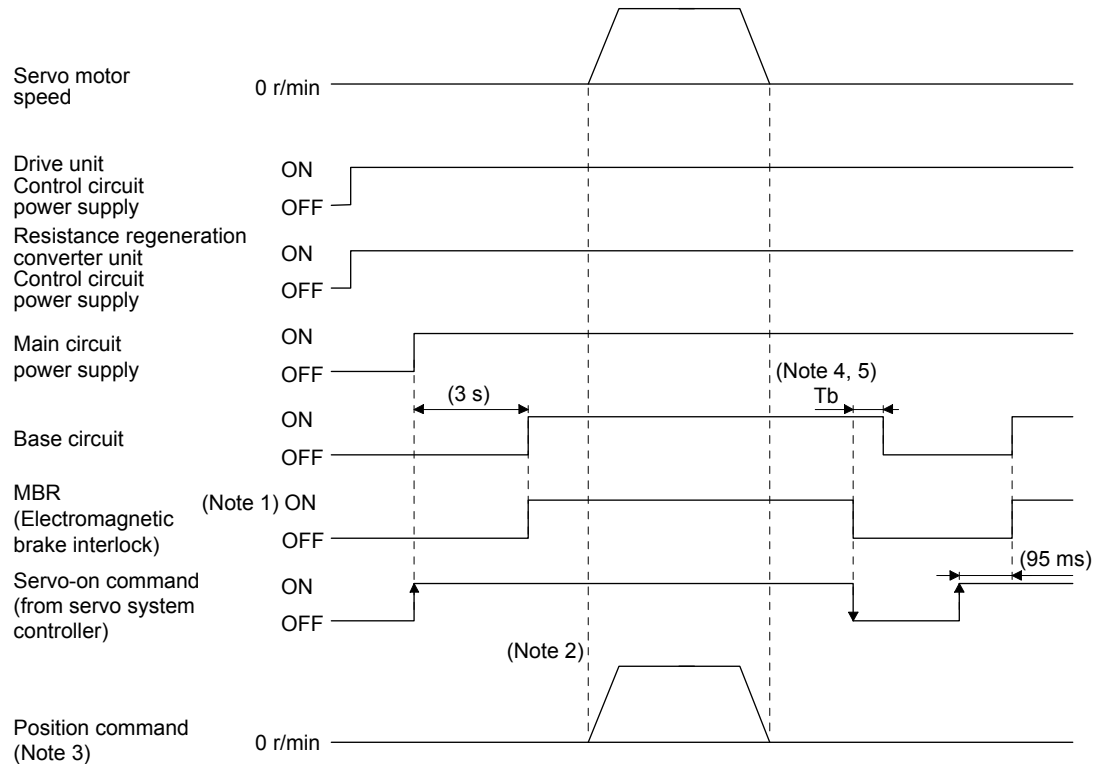 Servo motor
speed
0 r/min
Drive unit
Control circuit
power supply
ON
OFF
Resistance regeneration
converter unit
Control circuit
power supply
ON
OFF
Main circuit
power supply
ON
OFF
(3 s)
(Note 4, 5)
Tb
Base circuit
ON
OFF
MBR
(Electromagnetic
brake interlock)
(Note 1) ON
OFF
(95 ms)
Servo-on command
(from servo system
controller)
ON
OFF
(Note 2)
Position command
(Note 3)
0 r/min